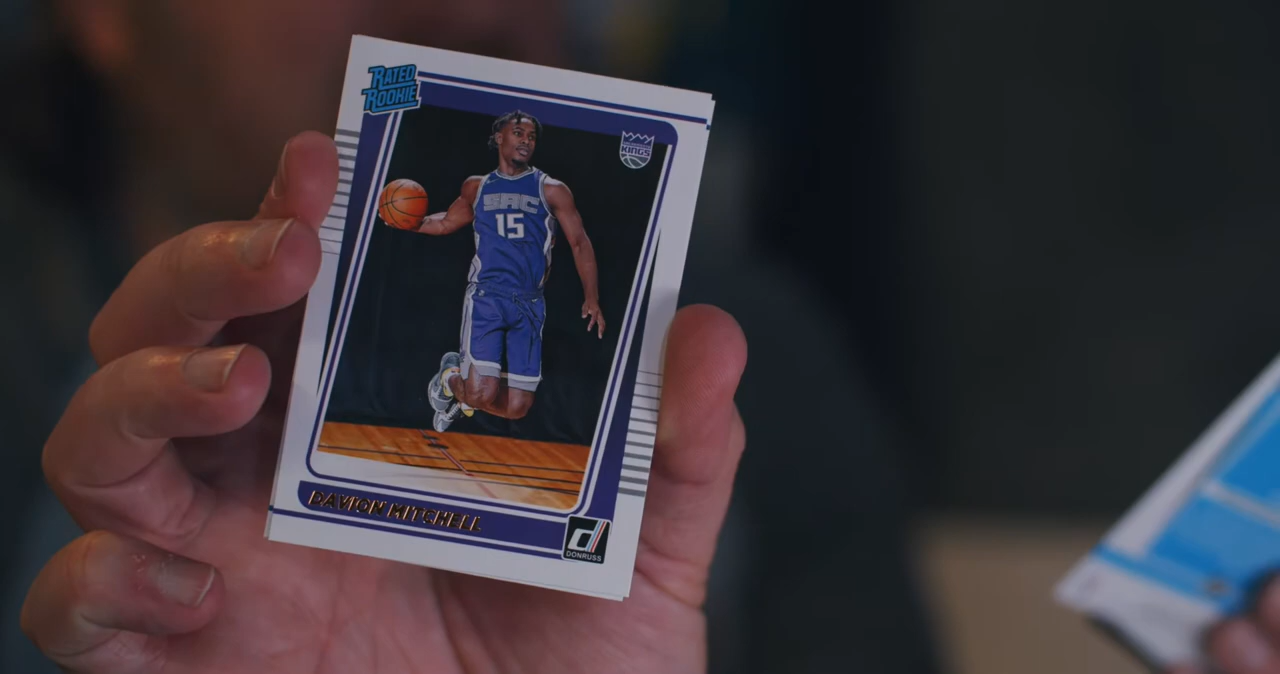 RATED
ROOKIE
KINGS
SAC
15
DAVION MITCHELL
DONRUSS